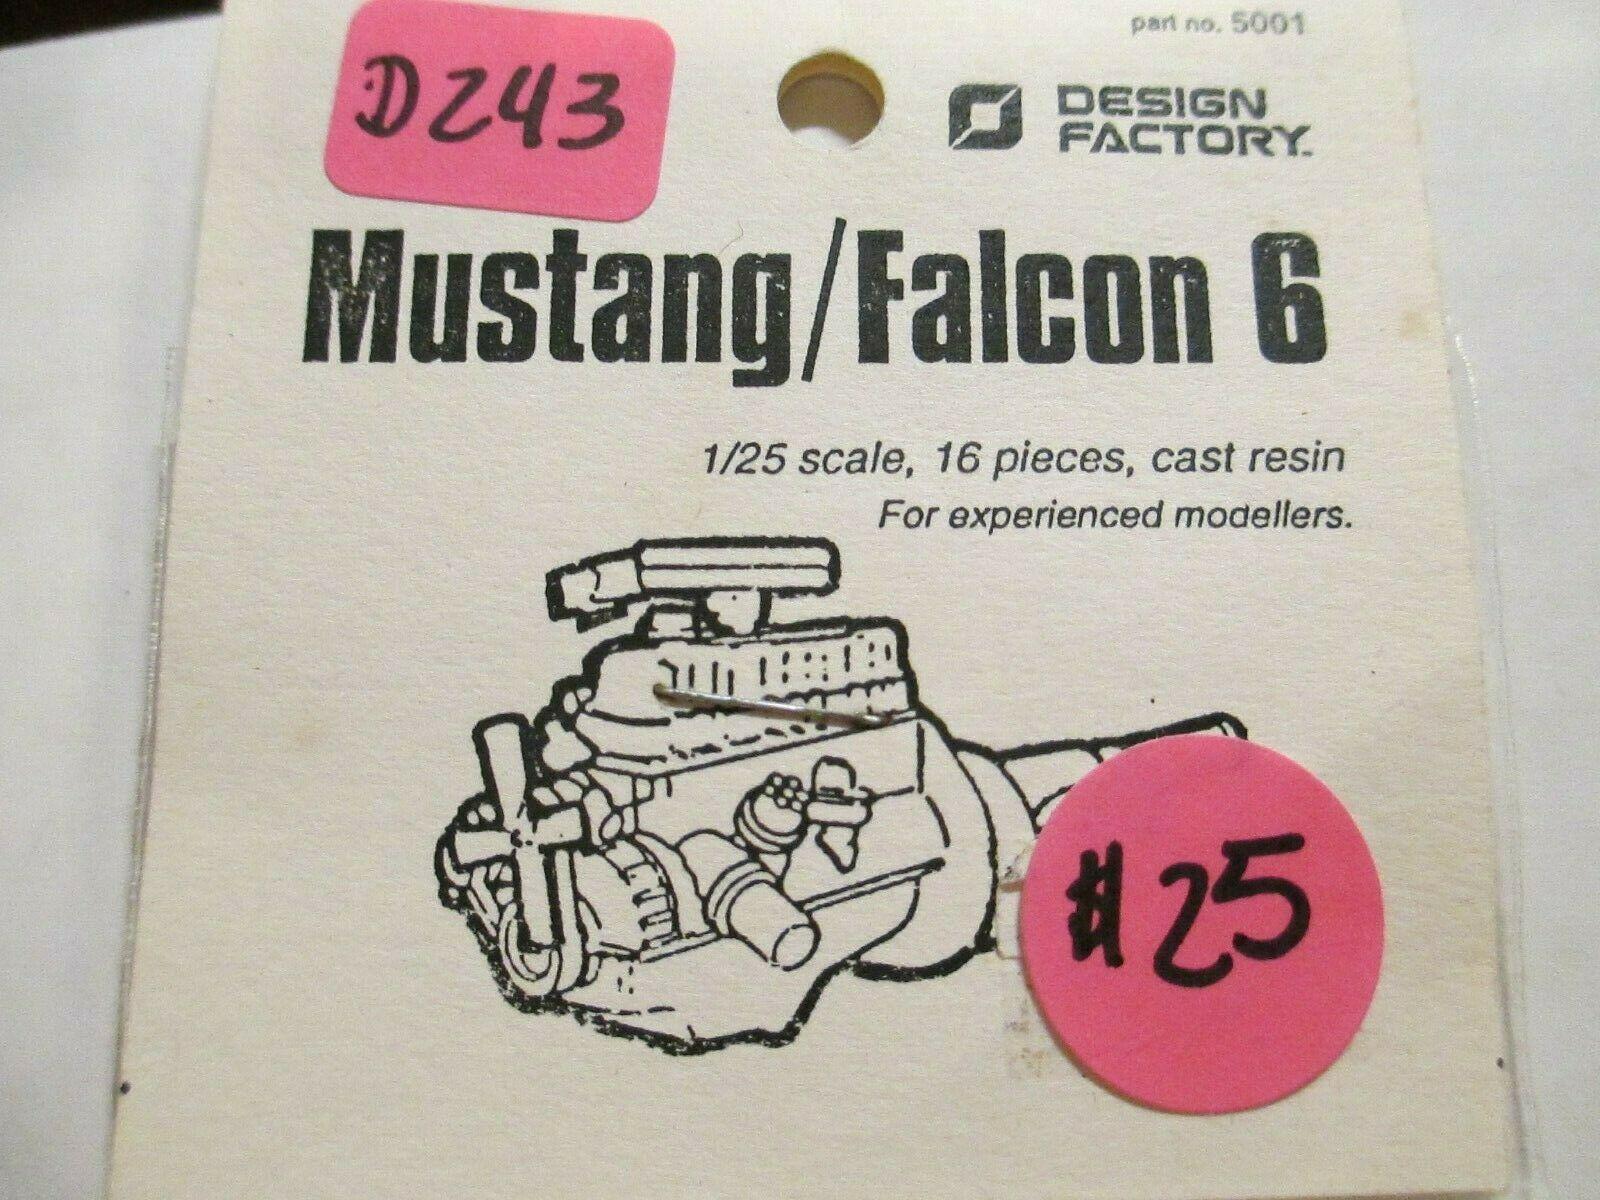 part no. 5001
D243
DESIGN
FACTORY.
Mustang/Falcon 6
1/25 scale, 16 pieces, cast resin
For experienced modellers.
#25